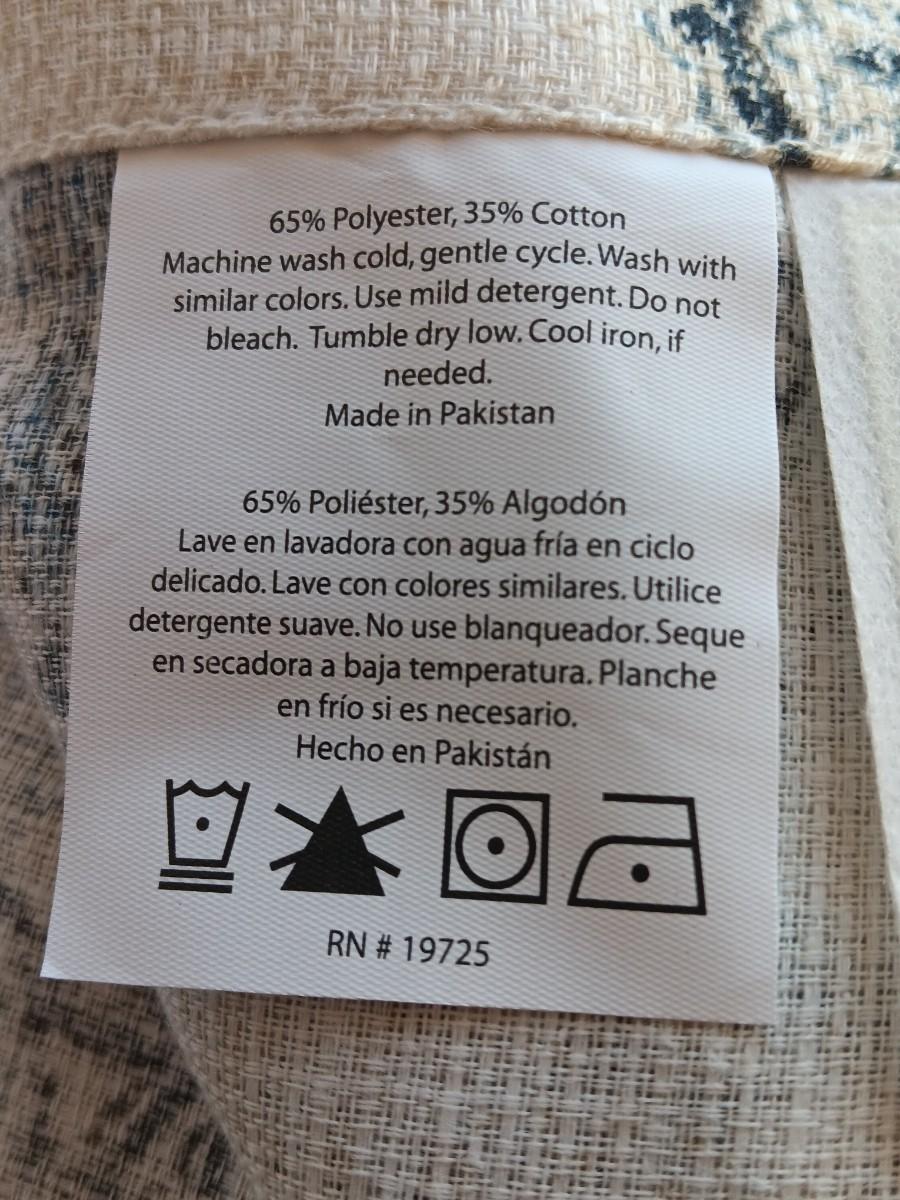 65% Polyester, 35% Cotton
Machine wash cold, gentle cycle. Wash with
similar colors. Use mild detergent. Do not
bleach. Tumble dry low. Cool iron, if
needed.
Made in Pakistan
65% Poliéster, 35% Algodón
Lave en lavadora con agua fría en ciclo
delicado. Lave con colores similares. Utilice
detergente suave. No use blanqueador. Seque
en secadora a baja temperatura. Planche
en frío si es necesario.
Hecho en Pakistán
RN # 19725